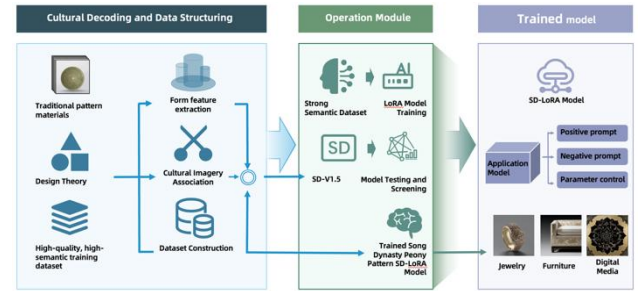 Cultural Decoding and Data Structuring
Traditional pattern
materials
Design Theory
High-quality, high-
semantic training
dataset
Form feature
extraction
Cultural Imagery
Association
Dataset Construction
Operation Module
AI
Strong
Semantic Dataset
LoRA Model
Training
SD
SD-V1.5
Model Testing and
Screening
Trained Song
Dynasty Peony
Pattern SD-LoRA
Model
Trained model
SD-LoRA Model
Application
Model
Positive prompt
Negative prompt
Parameter control
Jewelry
Furniture
Digital
Media